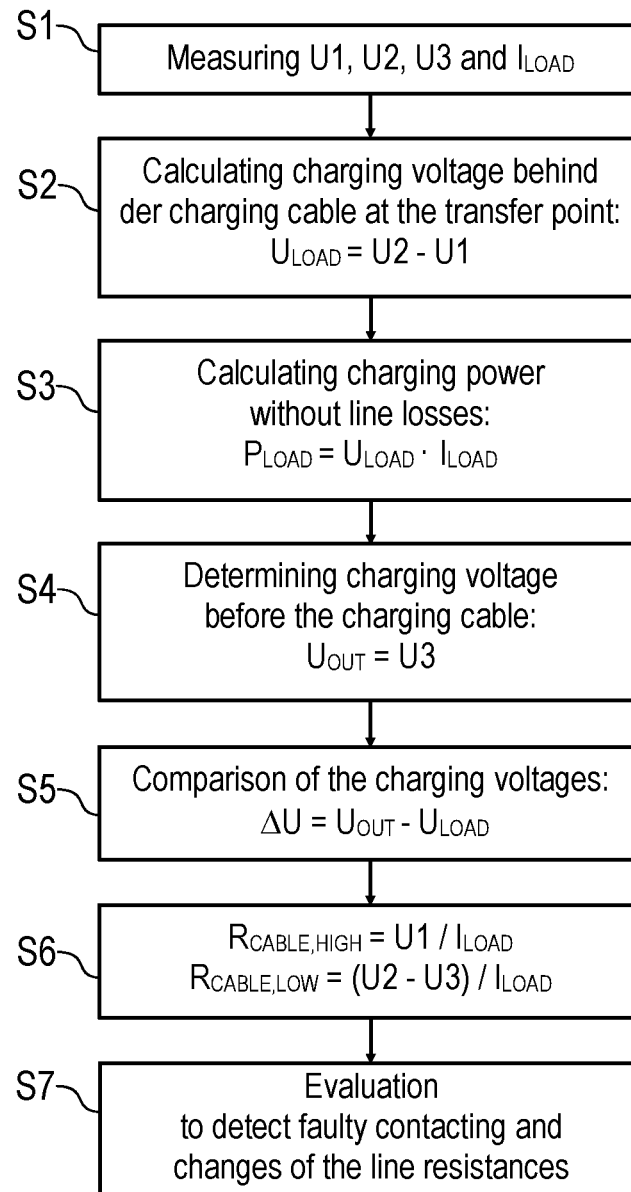 S1
Measuring U1, U2, U3 and ILOAD
S2
Calculating charging voltage behind
der charging cable at the transfer point:
ULOAD = U2 - U1
S3
Calculating charging power
without line losses:
PLOAD = ULOAD · ILOAD
S4
Determining charging voltage
before the charging cable:
UOUT = U3
S5
Comparison of the charging voltages:
ΔU = UOUT - ULOAD
S6
RCABLE,HIGH = U1 / ILOAD
RCABLE,LOW = (U2 - U3) / ILOAD
S7
Evaluation
to detect faulty contacting and
changes of the line resistances